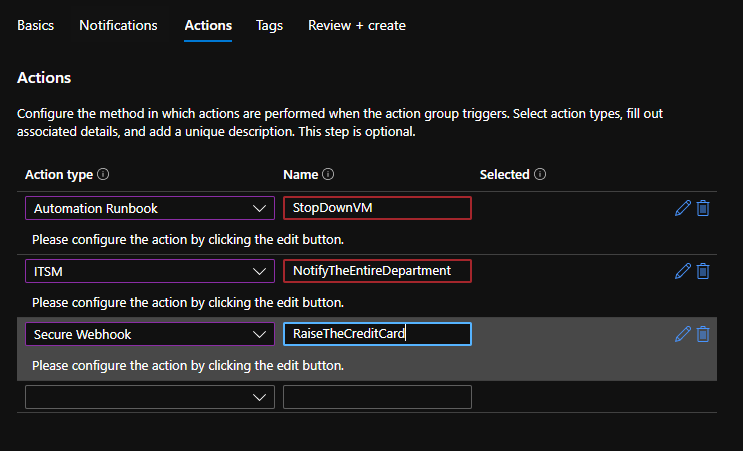 Basics Notifications Actions Tags Review + create
Actions
Configure the method in which actions are performed when the action group triggers. Select action types, fill out
associated details, and add a unique description. This step is optional.
Action type Name Selected
Automation Runbook StopDownVM
Please configure the action by clicking the edit button.
ITSM NotifyTheEntireDepartment
Please configure the action by clicking the edit button.
Secure Webhook RaiseTheCreditCard
Please configure the action by clicking the edit button.